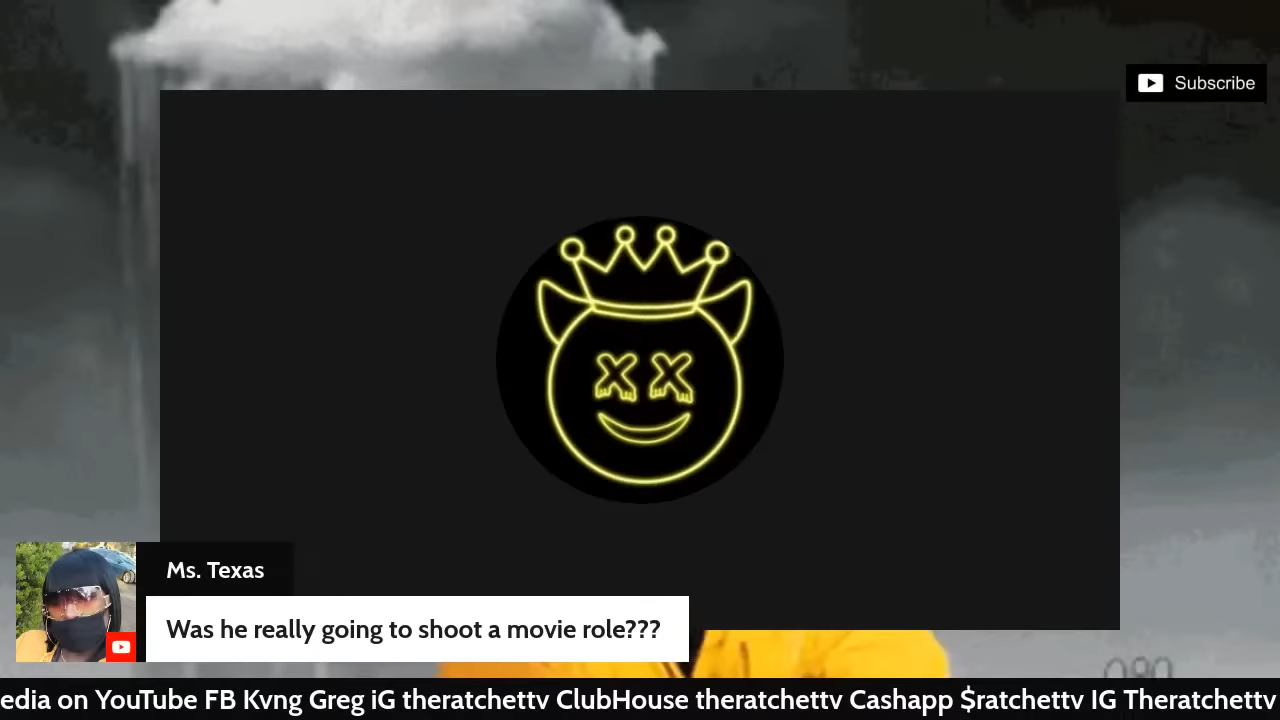 Subscribe
Ms. Texas
Was he really going to shoot a movie role???
edia on YouTube FB Kvng Greg iG theratchettv ClubHouse theratchettv Cashapp $ratchettv IG Theratchettv